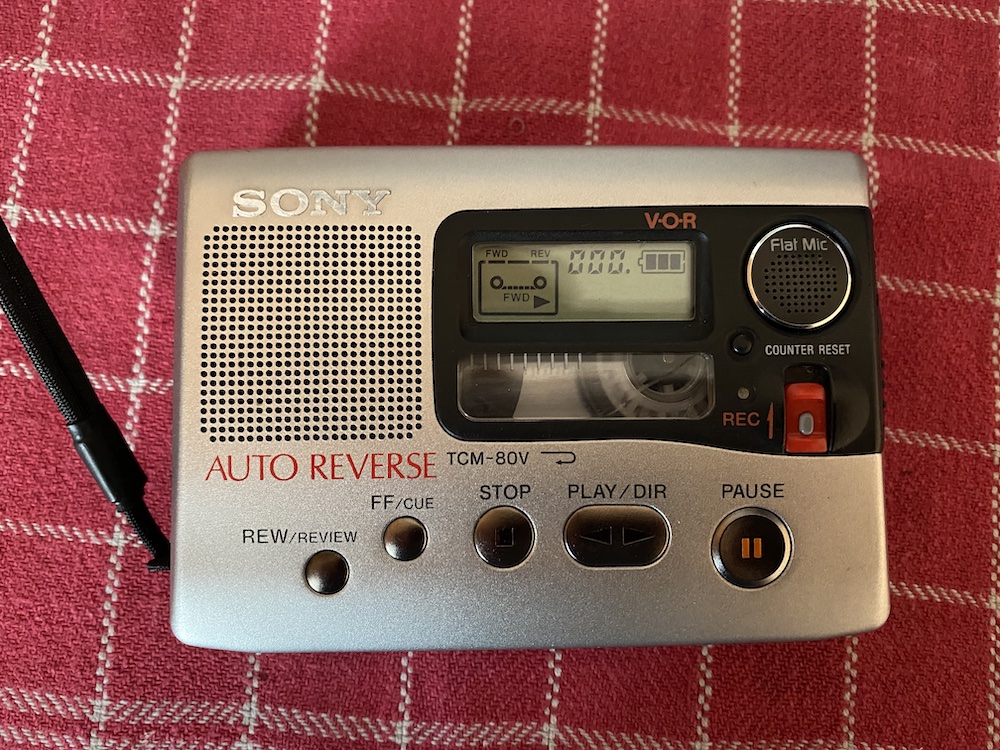 SONY
V·O·R
Flat Mic
FWD REV
000.
FWD
COUNTER RESET
REC
AUTO REVERSE TCM-80V
FF/CUE
STOP
PLAY/DIR
PAUSE
REW/REVIEW